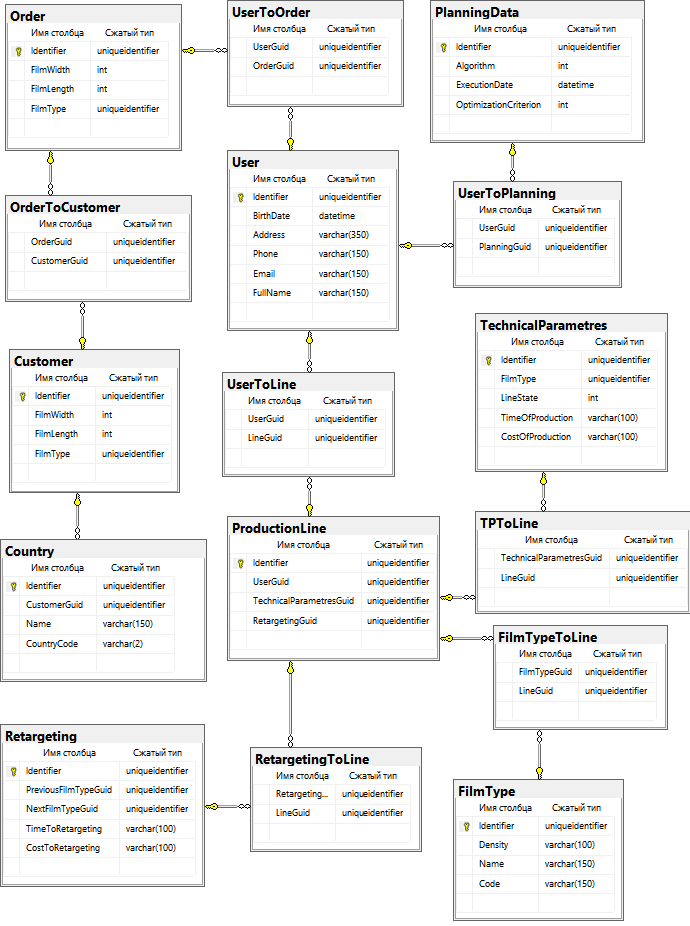 Order
Имя столбца Сжатый тип
Identifier uniqueidentifier
FilmWidth int
FilmLength int
FilmType uniqueidentifier
UserToOrder
Имя столбца Сжатый тип
UserGuid uniqueidentifier
OrderGuid uniqueidentifier
PlanningData
Имя столбца Сжатый тип
Identifier uniqueidentifier
Algorithm int
ExecutionDate datetime
OptimizationCriterion int
OrderToCustomer
Имя столбца Сжатый тип
OrderGuid uniqueidentifier
CustomerGuid uniqueidentifier
User
Имя столбца Сжатый тип
Identifier uniqueidentifier
BirthDate datetime
Address varchar(350)
Phone varchar(150)
Email varchar(150)
FullName varchar(150)
UserToPlanning
Имя столбца Сжатый тип
UserGuid uniqueidentifier
PlanningGuid uniqueidentifier
Customer
Имя столбца Сжатый тип
Identifier uniqueidentifier
FilmWidth int
FilmLength int
FilmType uniqueidentifier
UserToLine
Имя столбца Сжатый тип
UserGuid uniqueidentifier
LineGuid uniqueidentifier
TechnicalParametres
Имя столбца Сжатый тип
Identifier uniqueidentifier
FilmType uniqueidentifier
LineState int
TimeOfProduction varchar(100)
CostOfProduction varchar(100)
Country
Имя столбца Сжатый тип
Identifier uniqueidentifier
CustomerGuid uniqueidentifier
Name varchar(150)
CountryCode varchar(2)
ProductionLine
Имя столбца Сжатый тип
Identifier uniqueidentifier
UserGuid uniqueidentifier
TechnicalParametresGuid uniqueidentifier
RetargetingGuid uniqueidentifier
TPToLine
Имя столбца Сжатый тип
TechnicalParametresGuid uniqueidentifier
LineGuid uniqueidentifier
FilmTypeToLine
Имя столбца Сжатый тип
FilmTypeGuid uniqueidentifier
LineGuid uniqueidentifier
Retargeting
Имя столбца Сжатый тип
Identifier uniqueidentifier
PreviousFilmTypeGuid uniqueidentifier
NextFilmTypeGuid uniqueidentifier
TimeToRetargeting varchar(100)
CostToRetargeting varchar(100)
RetargetingToLine
Имя столбца Сжатый тип
Retargeting... uniqueidentifier
LineGuid uniqueidentifier
FilmType
Имя столбца Сжатый тип
Identifier uniqueidentifier
Density varchar(100)
Name varchar(150)
Code varchar(150)